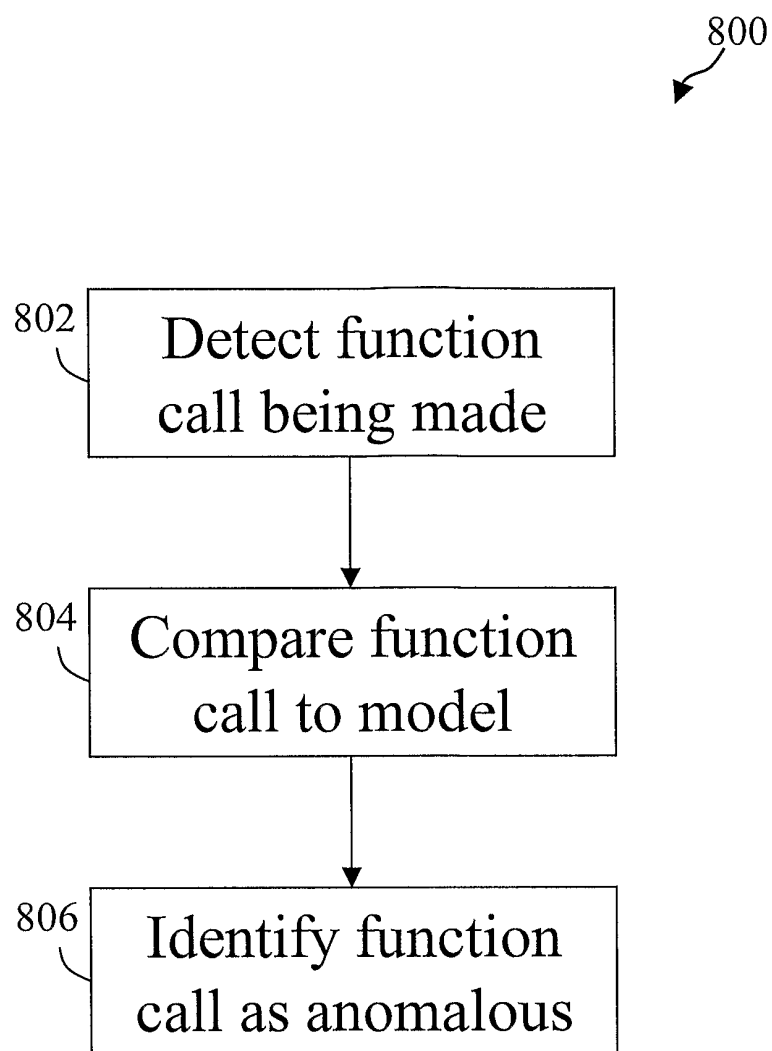 800
802
Detect function
call being made
804
Compare function
call to model
806
Identify function
call as anomalous